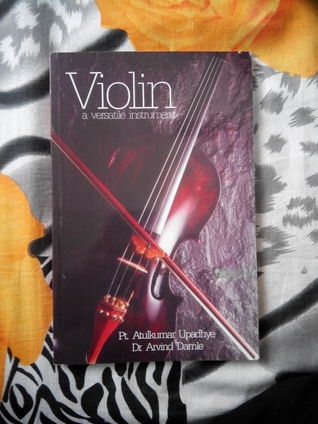 Violin
a versatile instrument
Pt. Atulkumar Upadhye
Dr. Arvind Damle